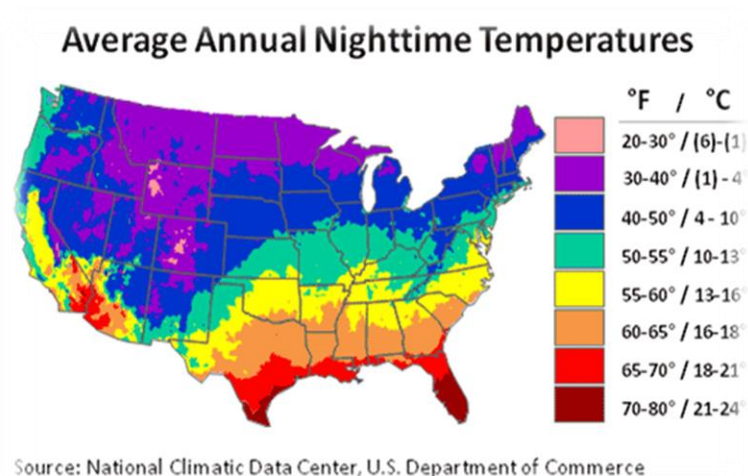 Average Annual Nighttime Temperatures
°F / °C
20-30° / (6)-(1)
30-40° / (1) - 4°
40-50° / 4 - 10°
50-55° / 10-13°
55-60° / 13-16°
60-65° / 16-18°
65-70° / 18-21°
70-80° / 21-24°
Source: National Climatic Data Center, U.S. Department of Commerce